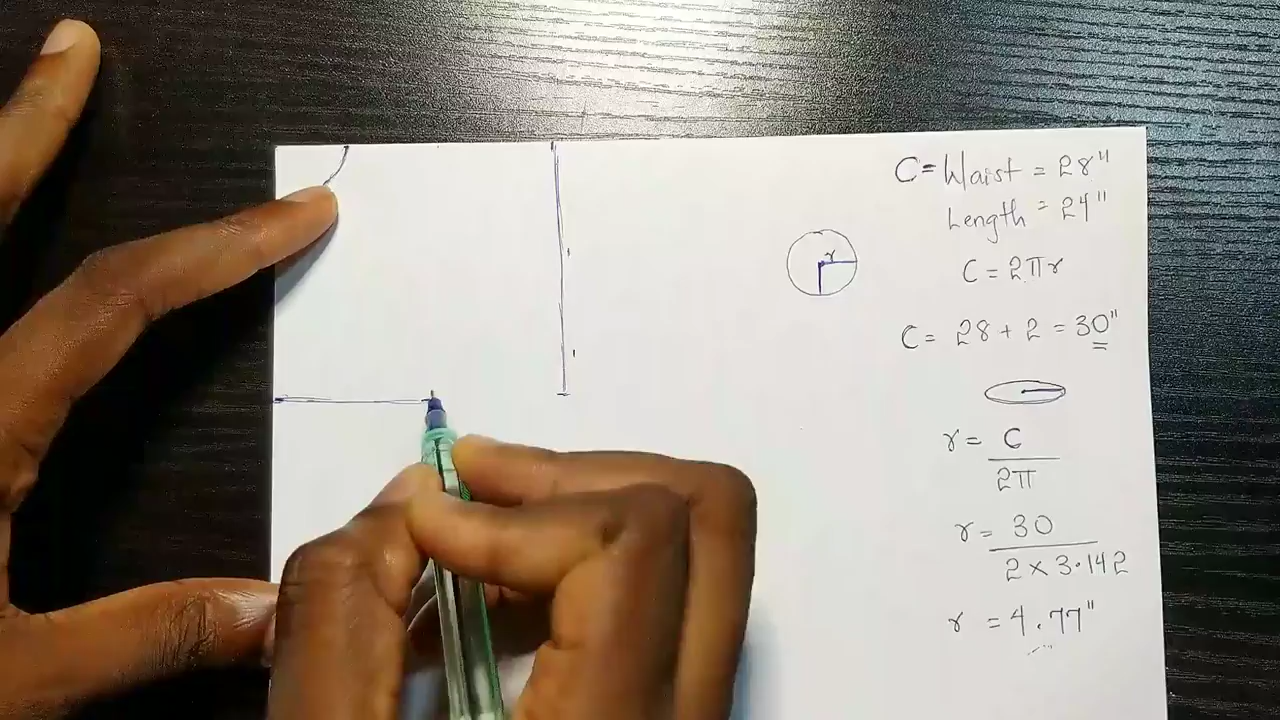 C = Waist = 28"
Length = 24"
r
C = 2πr
C = 28 + 2 = 30"
r = C
2π
r = 30
2 x 3.142
r = 4.77"